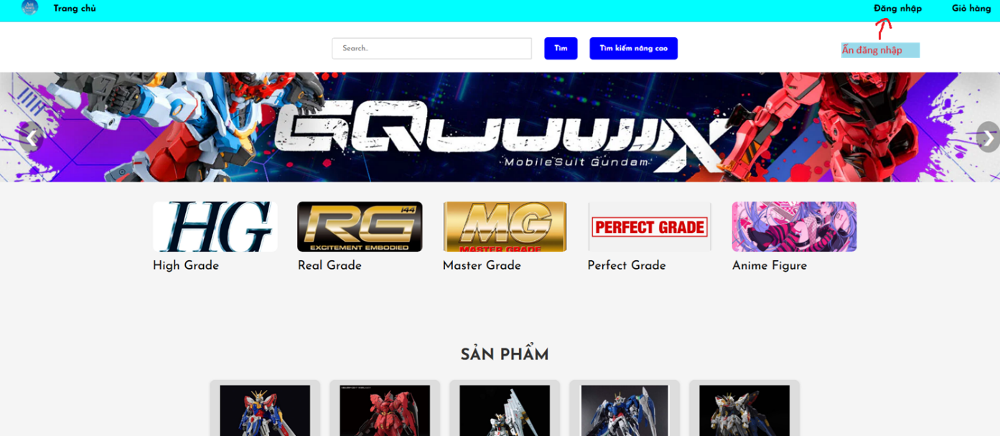 Trang chủ
Đăng nhập
Giỏ hàng
Search..
Tìm
Tìm kiếm nâng cao
Ấn đăng nhập
GQuuuuuuX
MobileSuit Gundam
HG
RG
1/144
EXCITEMENT EMBODIED
MG
MASTER GRADE
PERFECT GRADE
High Grade
Real Grade
Master Grade
Perfect Grade
Anime Figure
SẢN PHẨM